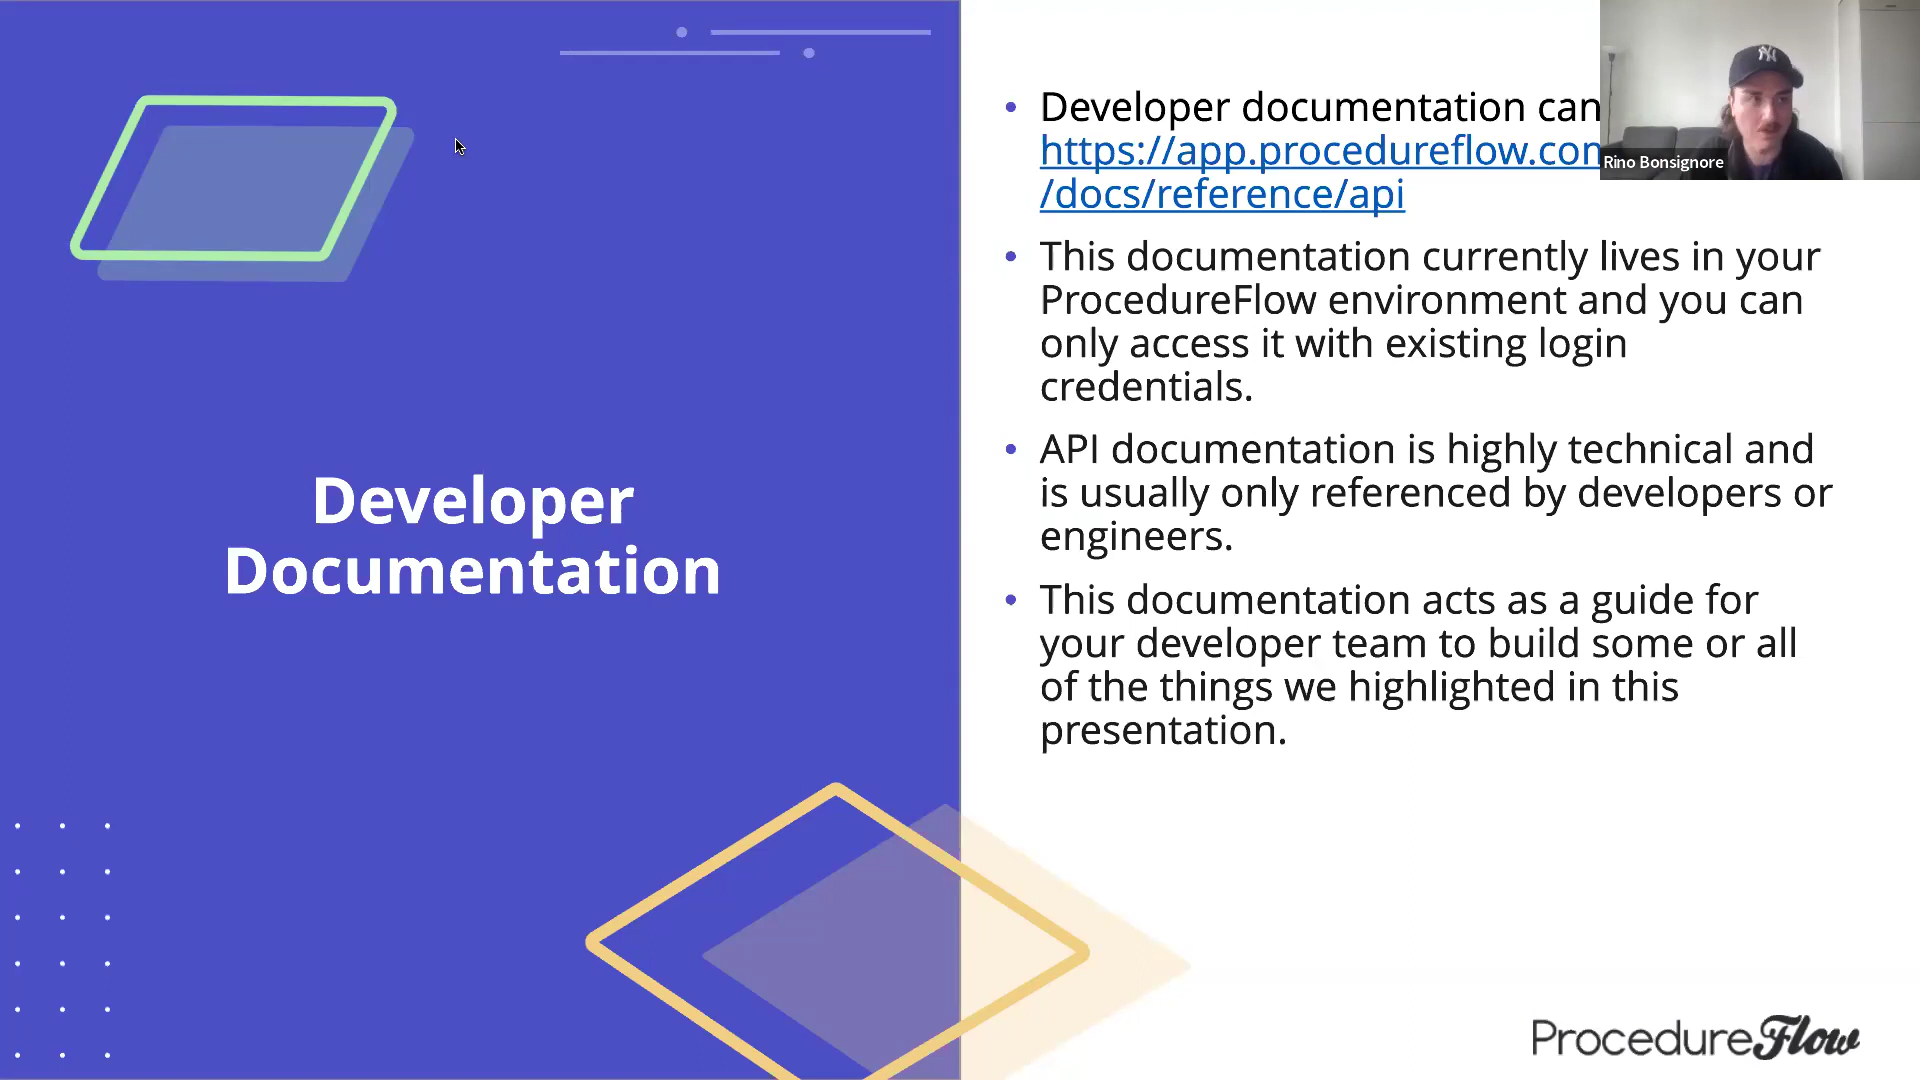 Developer
Documentation
Developer documentation can
https://app.procedureflow.com
/docs/reference/api
This documentation currently lives in your
ProcedureFlow environment and you can
only access it with existing login
credentials.
API documentation is highly technical and
is usually only referenced by developers or
engineers.
This documentation acts as a guide for
your developer team to build some or all
of the things we highlighted in this
presentation.
Rino Bonsignore
NY
ProcedureFlow